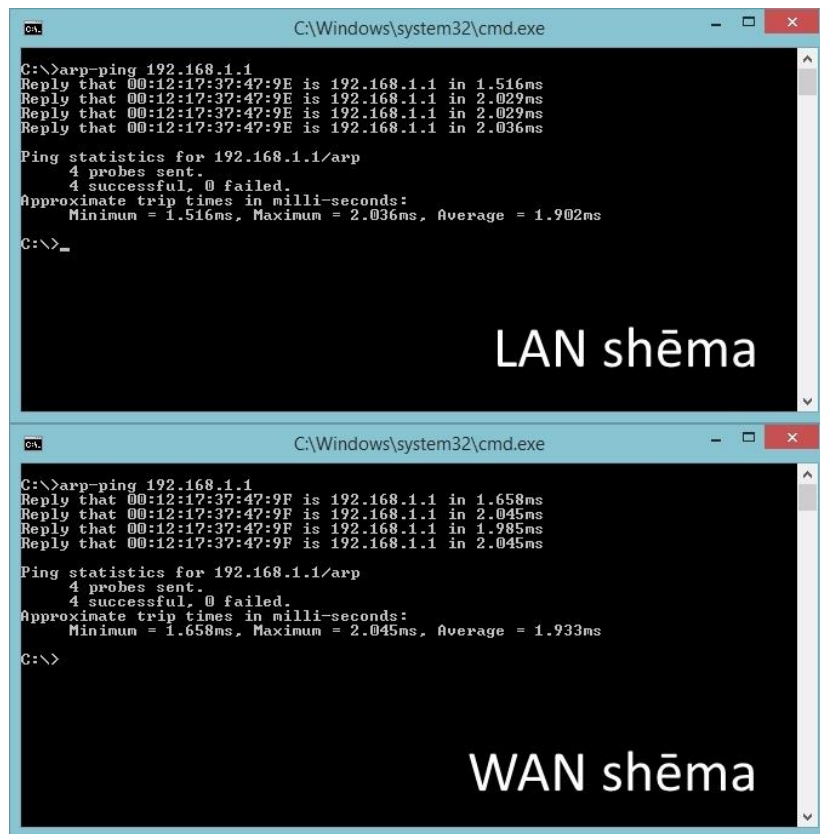 C:\Windows\system32\cmd.exe
C:\>arp-ping 192.168.1.1
Reply that 00:12:17:37:47:9E is 192.168.1.1 in 1.516ms
Reply that 00:12:17:37:47:9E is 192.168.1.1 in 2.029ms
Reply that 00:12:17:37:47:9E is 192.168.1.1 in 2.029ms
Reply that 00:12:17:37:47:9E is 192.168.1.1 in 2.036ms
Ping statistics for 192.168.1.1/arp
4 probes sent.
4 successful, 0 failed.
Approximate trip times in milli-seconds:
Minimum = 1.516ms, Maximum = 2.036ms, Average = 1.902ms
C:\>_
LAN shēma
C:\Windows\system32\cmd.exe
C:\>arp-ping 192.168.1.1
Reply that 00:12:17:37:47:9F is 192.168.1.1 in 1.658ms
Reply that 00:12:17:37:47:9F is 192.168.1.1 in 2.045ms
Reply that 00:12:17:37:47:9F is 192.168.1.1 in 1.985ms
Reply that 00:12:17:37:47:9F is 192.168.1.1 in 2.045ms
Ping statistics for 192.168.1.1/arp
4 probes sent.
4 successful, 0 failed.
Approximate trip times in milli-seconds:
Minimum = 1.658ms, Maximum = 2.045ms, Average = 1.933ms
C:\>
WAN shēma